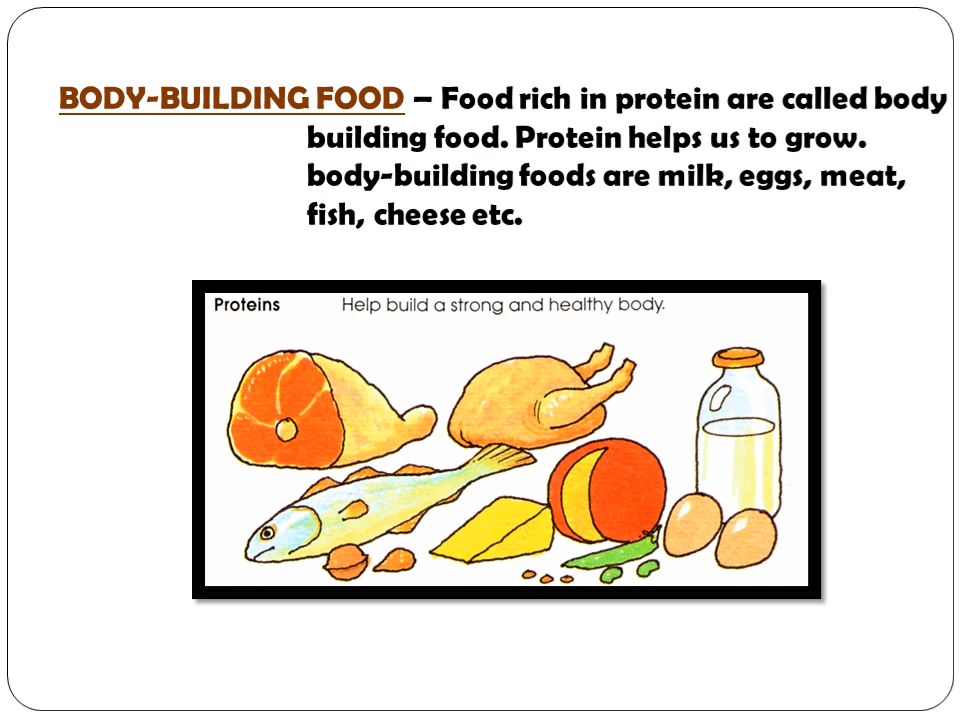 BODY-BUILDING FOOD – Food rich in protein are called body
building food. Protein helps us to grow.
body-building foods are milk, eggs, meat,
fish, cheese etc.
Proteins Help build a strong and healthy body.